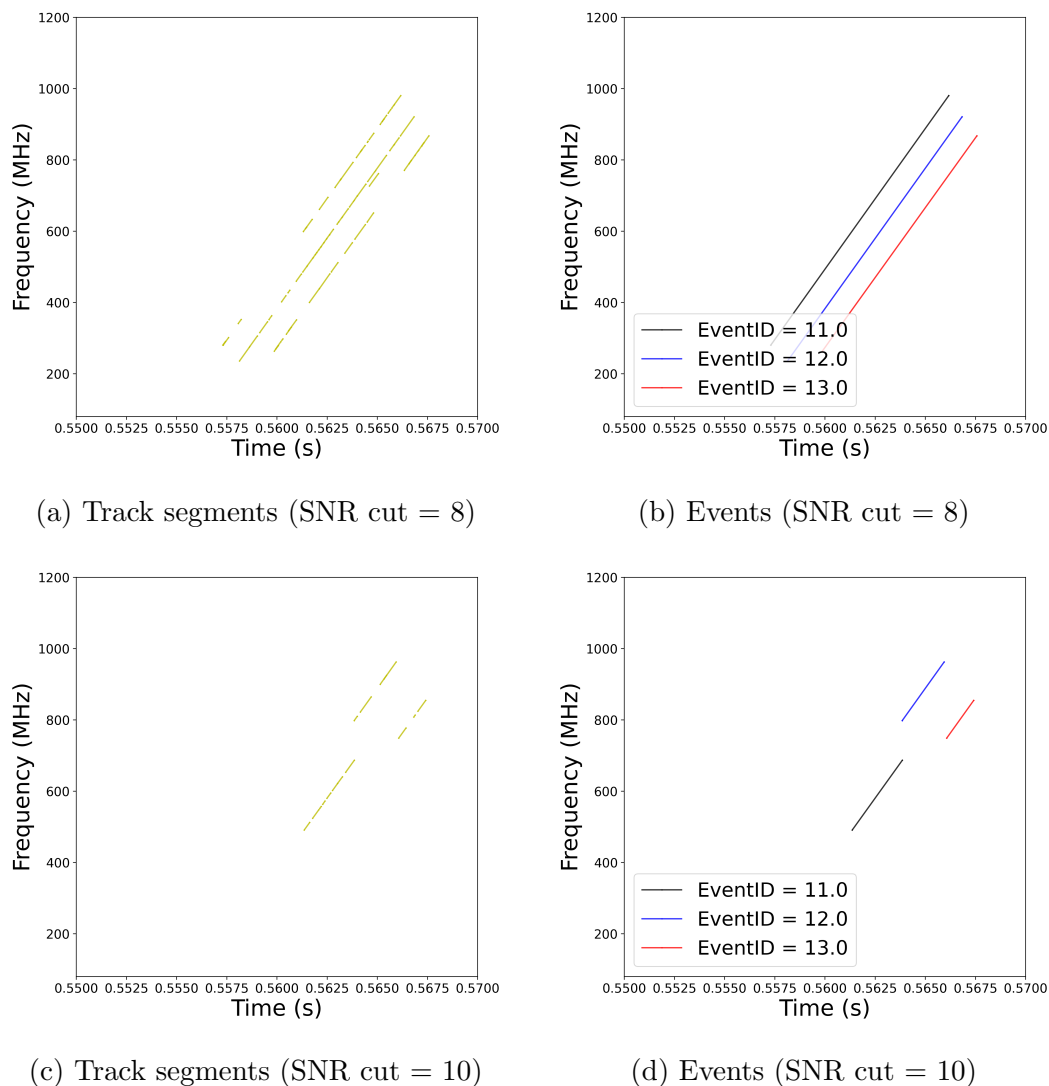 1200
1000
800
600
400
200
Frequency (MHz)
0.5500 0.5525 0.5550 0.5575 0.5600 0.5625 0.5650 0.5675 0.5700
Time (s)
(a) Track segments (SNR cut = 8)
1200
1000
800
600
400
200
Frequency (MHz)
EventID = 11.0
EventID = 12.0
EventID = 13.0
0.5500 0.5525 0.5550 0.5575 0.5600 0.5625 0.5650 0.5675 0.5700
Time (s)
(b) Events (SNR cut = 8)
1200
1000
800
600
400
200
Frequency (MHz)
0.5500 0.5525 0.5550 0.5575 0.5600 0.5625 0.5650 0.5675 0.5700
Time (s)
(c) Track segments (SNR cut = 10)
1200
1000
800
600
400
200
Frequency (MHz)
EventID = 11.0
EventID = 12.0
EventID = 13.0
0.5500 0.5525 0.5550 0.5575 0.5600 0.5625 0.5650 0.5675 0.5700
Time (s)
(d) Events (SNR cut = 10)